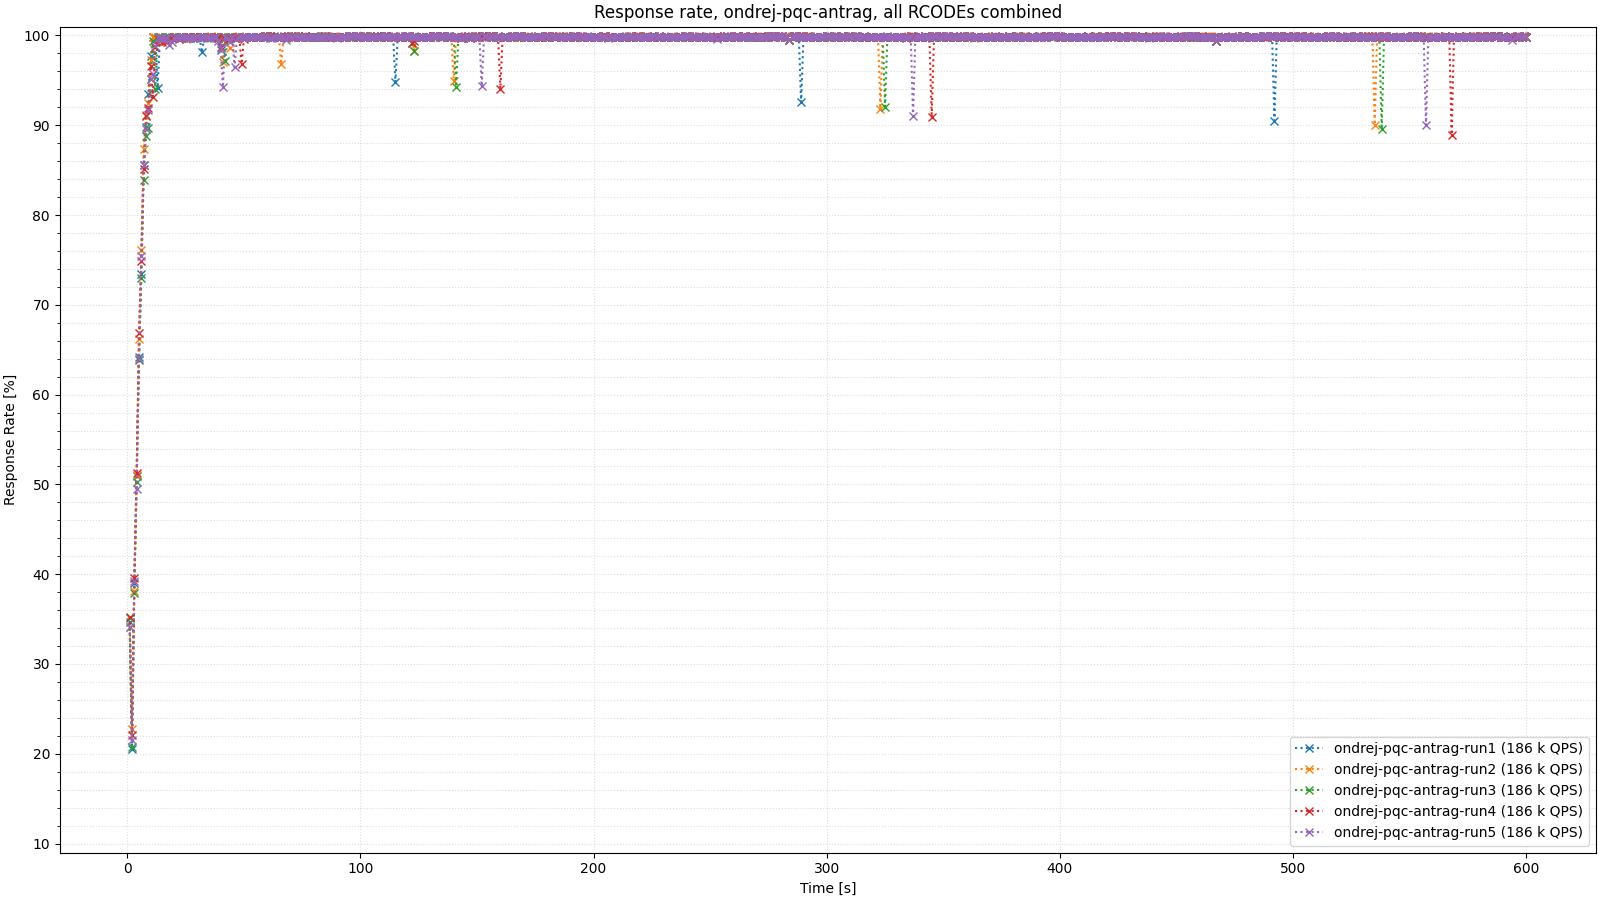 Response rate, ondrej-pqc-antrag, all RCODEs combined
Response Rate [%]
100
90
80
70
60
50
40
30
20
10
0 100 200 300 400 500 600
Time [s]
ondrej-pqc-antrag-run1 (186 k QPS)
ondrej-pqc-antrag-run2 (186 k QPS)
ondrej-pqc-antrag-run3 (186 k QPS)
ondrej-pqc-antrag-run4 (186 k QPS)
ondrej-pqc-antrag-run5 (186 k QPS)